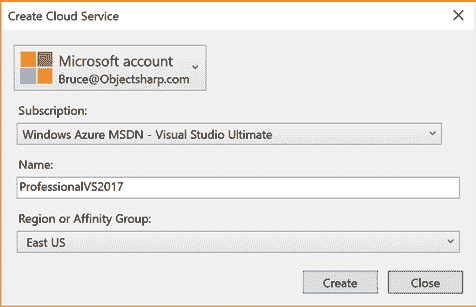 Create Cloud Service
Microsoft account
Bruce@Objectsharp.com
Subscription:
Windows Azure MSDN - Visual Studio Ultimate
Name:
ProfessionalVS2017
Region or Affinity Group:
East US
Create
Close